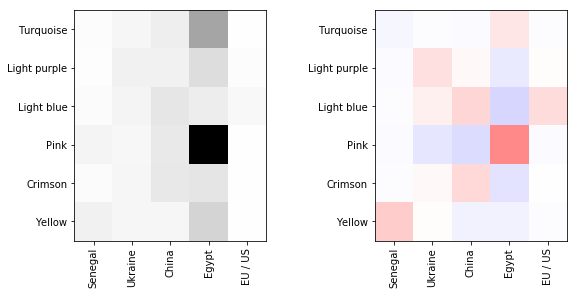 Turquoise
Light purple
Light blue
Pink
Crimson
Yellow
Senegal
Ukraine
China
Egypt
EU / US
Turquoise
Light purple
Light blue
Pink
Crimson
Yellow
Senegal
Ukraine
China
Egypt
EU / US